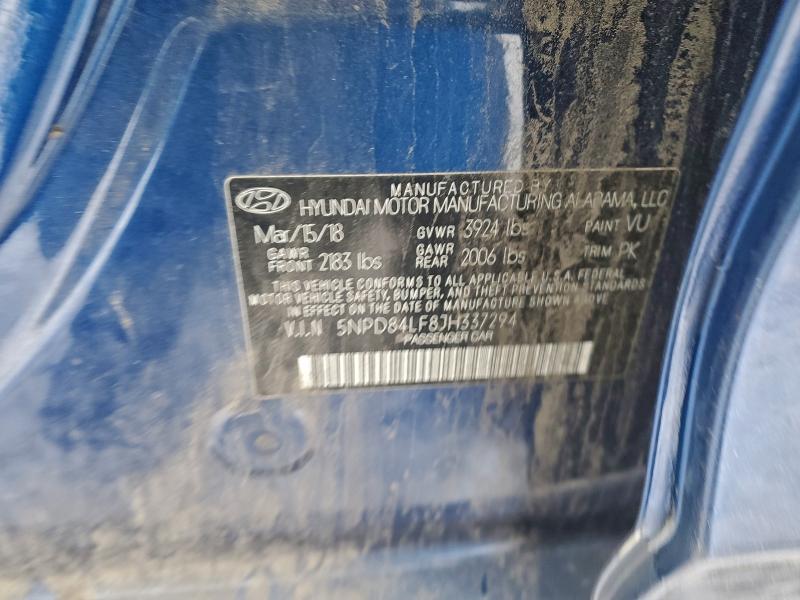 MANUFACTURED BY
HYUNDAI MOTOR MANUFACTURING ALABAMA, LLC
Mar/15/18 GVWR 3924 lbs PAINT VU
GAWR FRONT 2183 lbs GAWR REAR 2006 lbs TRIM PK
THIS VEHICLE CONFORMS TO ALL APPLICABLE U.S.A. FEDERAL
MOTOR VEHICLE SAFETY, BUMPER, AND THEFT PREVENTION
STANDARDS IN EFFECT ON THE DATE OF MANUFACTURE SHOWN ABOVE.
V.I.N 5NPD84LF8JH337294
PASSENGER CAR